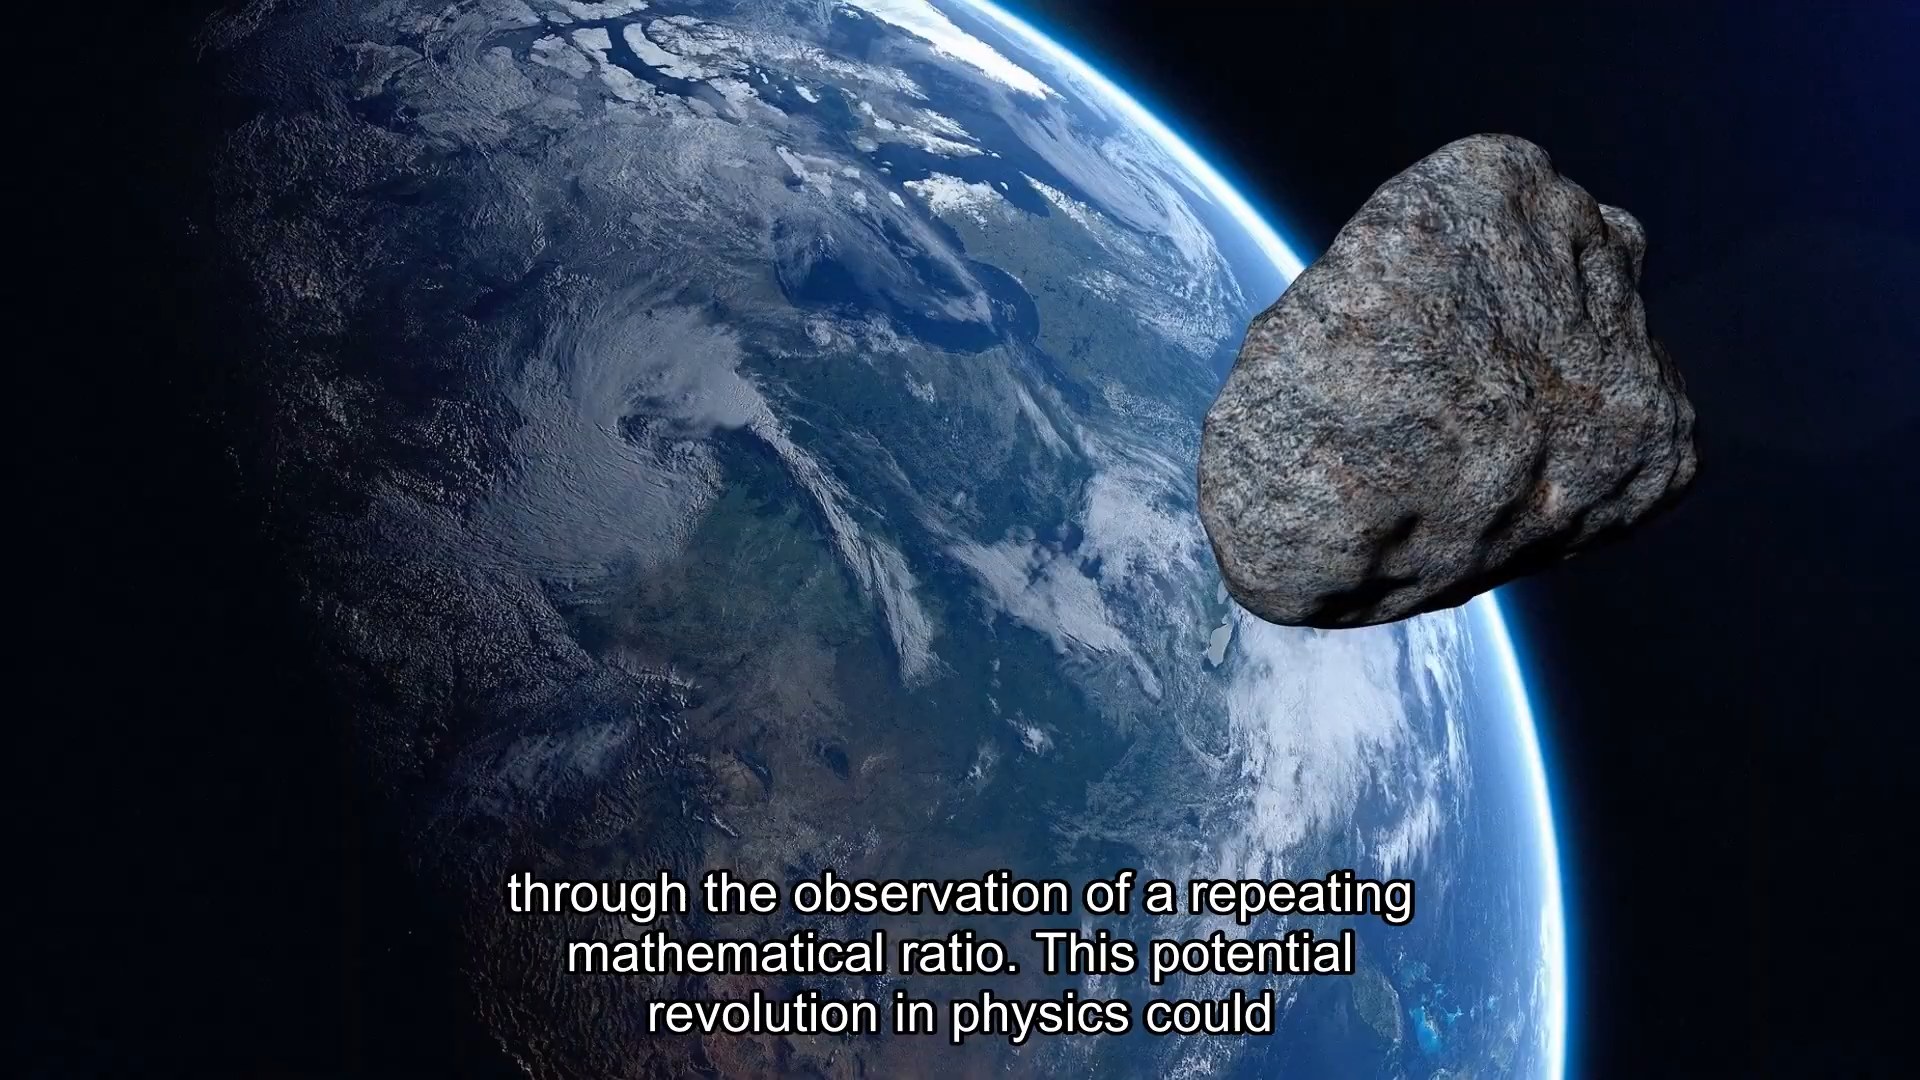 through the observation of a repeating
mathematical ratio. This potential
revolution in physics could